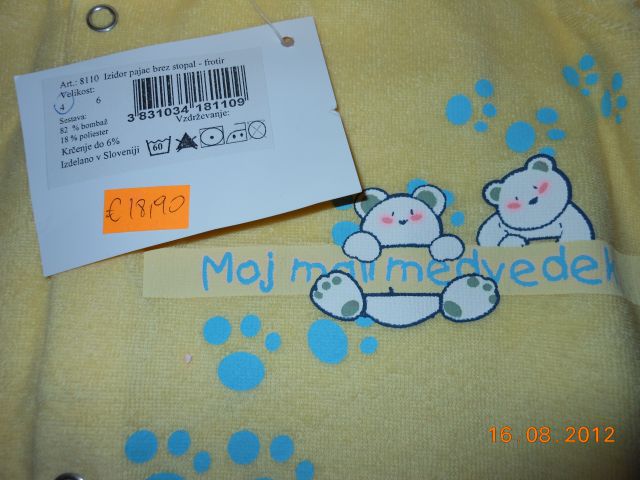 Art.: 8110 Izidor pajac brez stopal - frotir
Velikost:
4 6
Sestava:
82 % bombaž
18 % poliester
Krčenje do 6%
Izdelano v Sloveniji
3 831034 181109
Vzdrževanje:
60
€18,90
Moj mali medvedek
16.08.2012